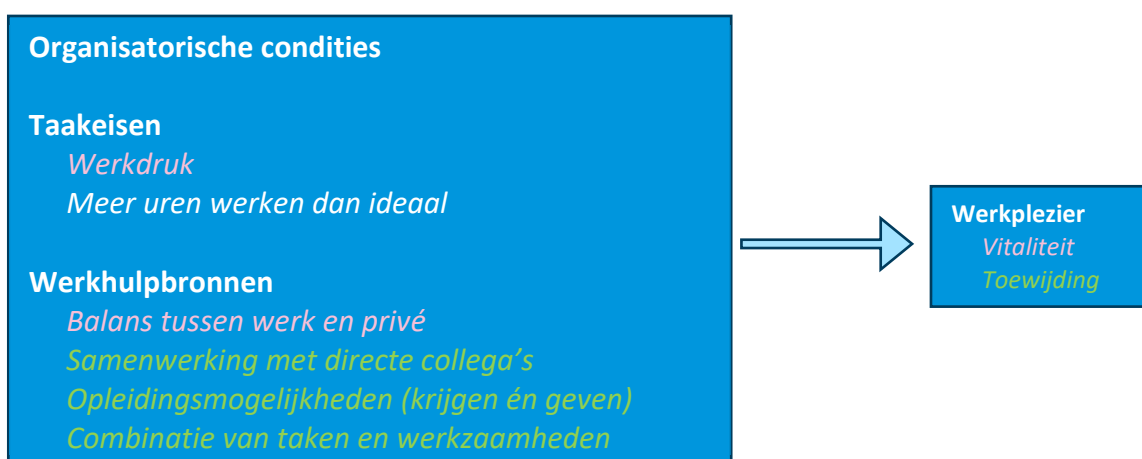 Organisatorische condities
Taakeisen
Werkdruk
Meer uren werken dan ideaal
Werkhulpbronnen
Balans tussen werk en privé
Samenwerking met directe collega’s
Opleidingsmogelijkheden (krijgen én geven)
Combinatie van taken en werkzaamheden
Werkplezier
Vitaliteit
Toewijding